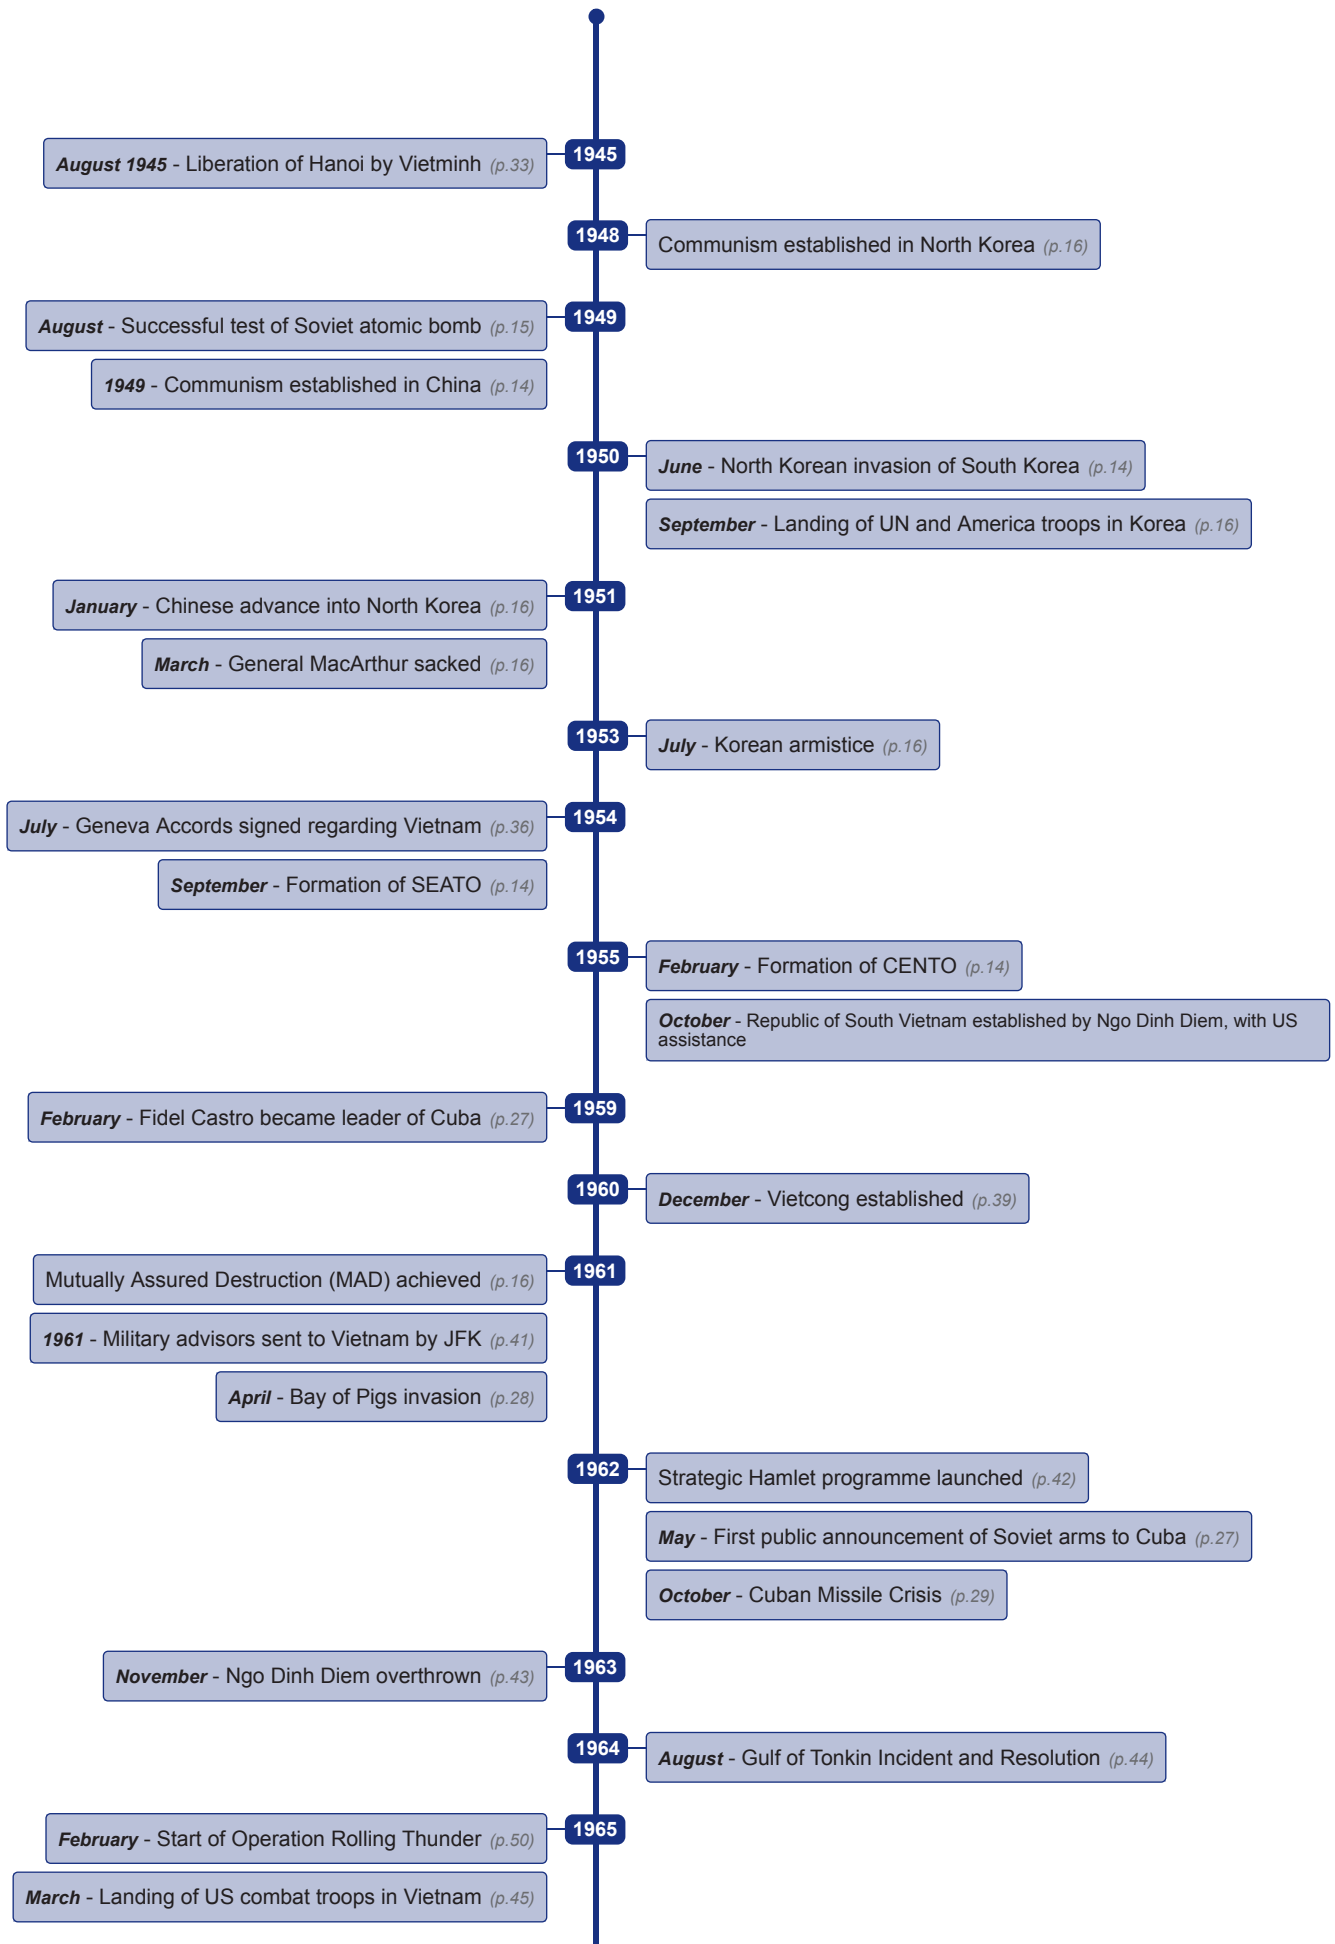 1945
August 1945 - Liberation of Hanoi by Vietminh (p.33)
1948
Communism established in North Korea (p.16)
1949
August - Successful test of Soviet atomic bomb (p.15)
1949 - Communism established in China (p.14)
1950
June - North Korean invasion of South Korea (p.14)
September - Landing of UN and America troops in Korea (p.16)
1951
January - Chinese advance into North Korea (p.16)
March - General MacArthur sacked (p.16)
1953
July - Korean armistice (p.16)
1954
July - Geneva Accords signed regarding Vietnam (p.36)
September - Formation of SEATO (p.14)
1955
February - Formation of CENTO (p.14)
October - Republic of South Vietnam established by Ngo Dinh Diem, with US
assistance
1959
February - Fidel Castro became leader of Cuba (p.27)
1960
December - Vietcong established (p.39)
1961
Mutually Assured Destruction (MAD) achieved (p.16)
1961 - Military advisors sent to Vietnam by JFK (p.41)
April - Bay of Pigs invasion (p.28)
1962
Strategic Hamlet programme launched (p.42)
May - First public announcement of Soviet arms to Cuba (p.27)
October - Cuban Missile Crisis (p.29)
1963
November - Ngo Dinh Diem overthrown (p.43)
1964
August - Gulf of Tonkin Incident and Resolution (p.44)
1965
February - Start of Operation Rolling Thunder (p.50)
March - Landing of US combat troops in Vietnam (p.45)